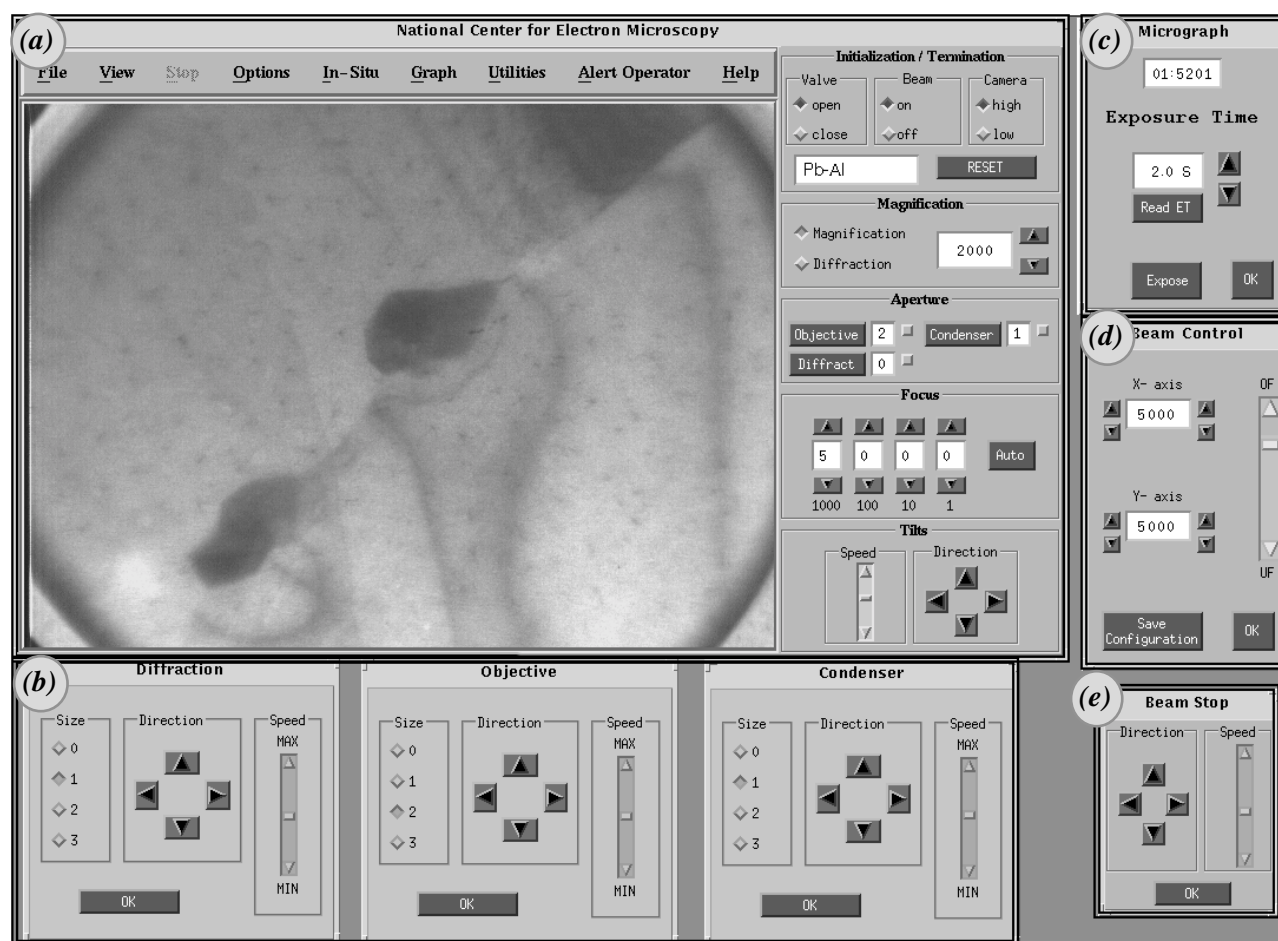 (a)
National Center for Electron Microscopy
File View Stop Options In-Situ Graph Utilities Alert Operator Help
Initialization / Termination
Valve Beam Camera
open on high
close off low
Pb-Al RESET
Magnification
Magnification
2000
Diffraction
Aperture
Objective 2 Condenser 1
Diffract 0
Focus
5 0 0 0 Auto
1000 100 10 1
Tilts
Speed Direction
(b)
Diffraction
Size Direction Speed
MAX
0
1
2
3
MIN
OK
Objective
Size Direction Speed
MAX
0
1
2
3
MIN
OK
Condenser
Size Direction Speed
MAX
0
1
2
3
MIN
OK
(c)
Micrograph
01:5201
Exposure Time
2.0 S
Read ET
Expose OK
(d)
Beam Control
X- axis OF
5000
Y- axis
5000
UF
Save
Configuration
OK
(e)
Beam Stop
Direction Speed
OK